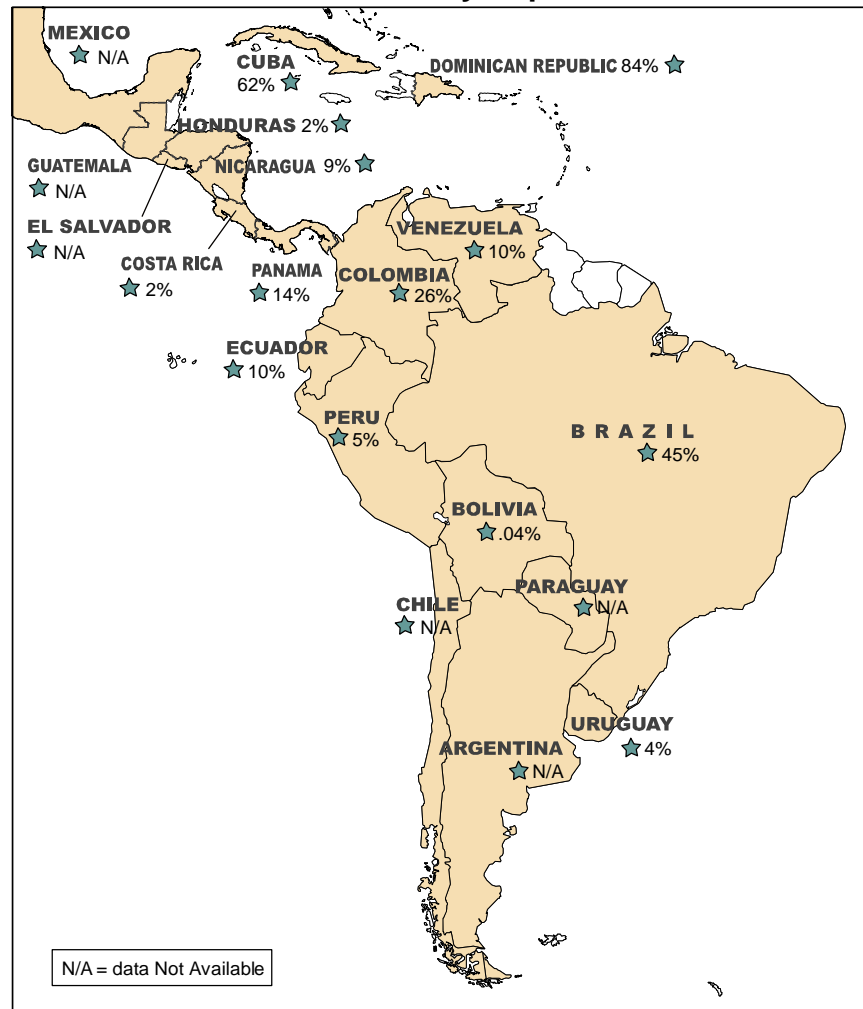 MEXICO
N/A
CUBA
62%
DOMINICAN REPUBLIC 84%
HONDURAS 2%
GUATEMALA
N/A
NICARAGUA 9%
EL SALVADOR
N/A
VENEZUELA
10%
COSTA RICA
2%
PANAMA
14%
COLOMBIA
26%
ECUADOR
10%
PERU
5%
BRAZIL
45%
BOLIVIA
.04%
PARAGUAY
N/A
CHILE
N/A
URUGUAY
4%
ARGENTINA
N/A
N/A = data Not Available